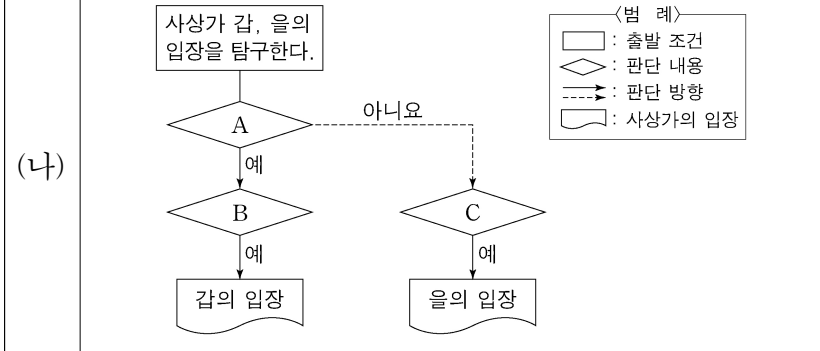 (나)
사상가 갑, 을의
입장을 탐구한다.
A
아니요
예
B
C
예
예
갑의 입장
을의 입장
〈범 례〉
: 출발 조건
: 판단 내용
: 판단 방향
: 사상가의 입장